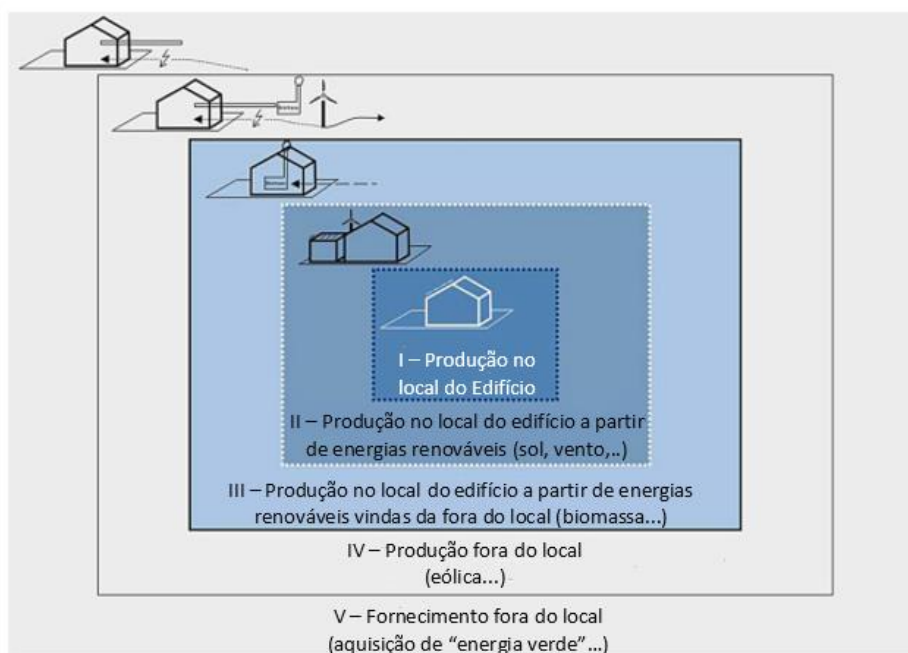 I – Produção no
local do Edifício
II – Produção no local do edifício a partir
de energias renováveis (sol, vento,..)
III – Produção no local do edifício a partir de energias
renováveis vindas da fora do local (biomassa...)
IV – Produção fora do local
(eólica...)
V – Fornecimento fora do local
(aquisição de “energia verde”...)